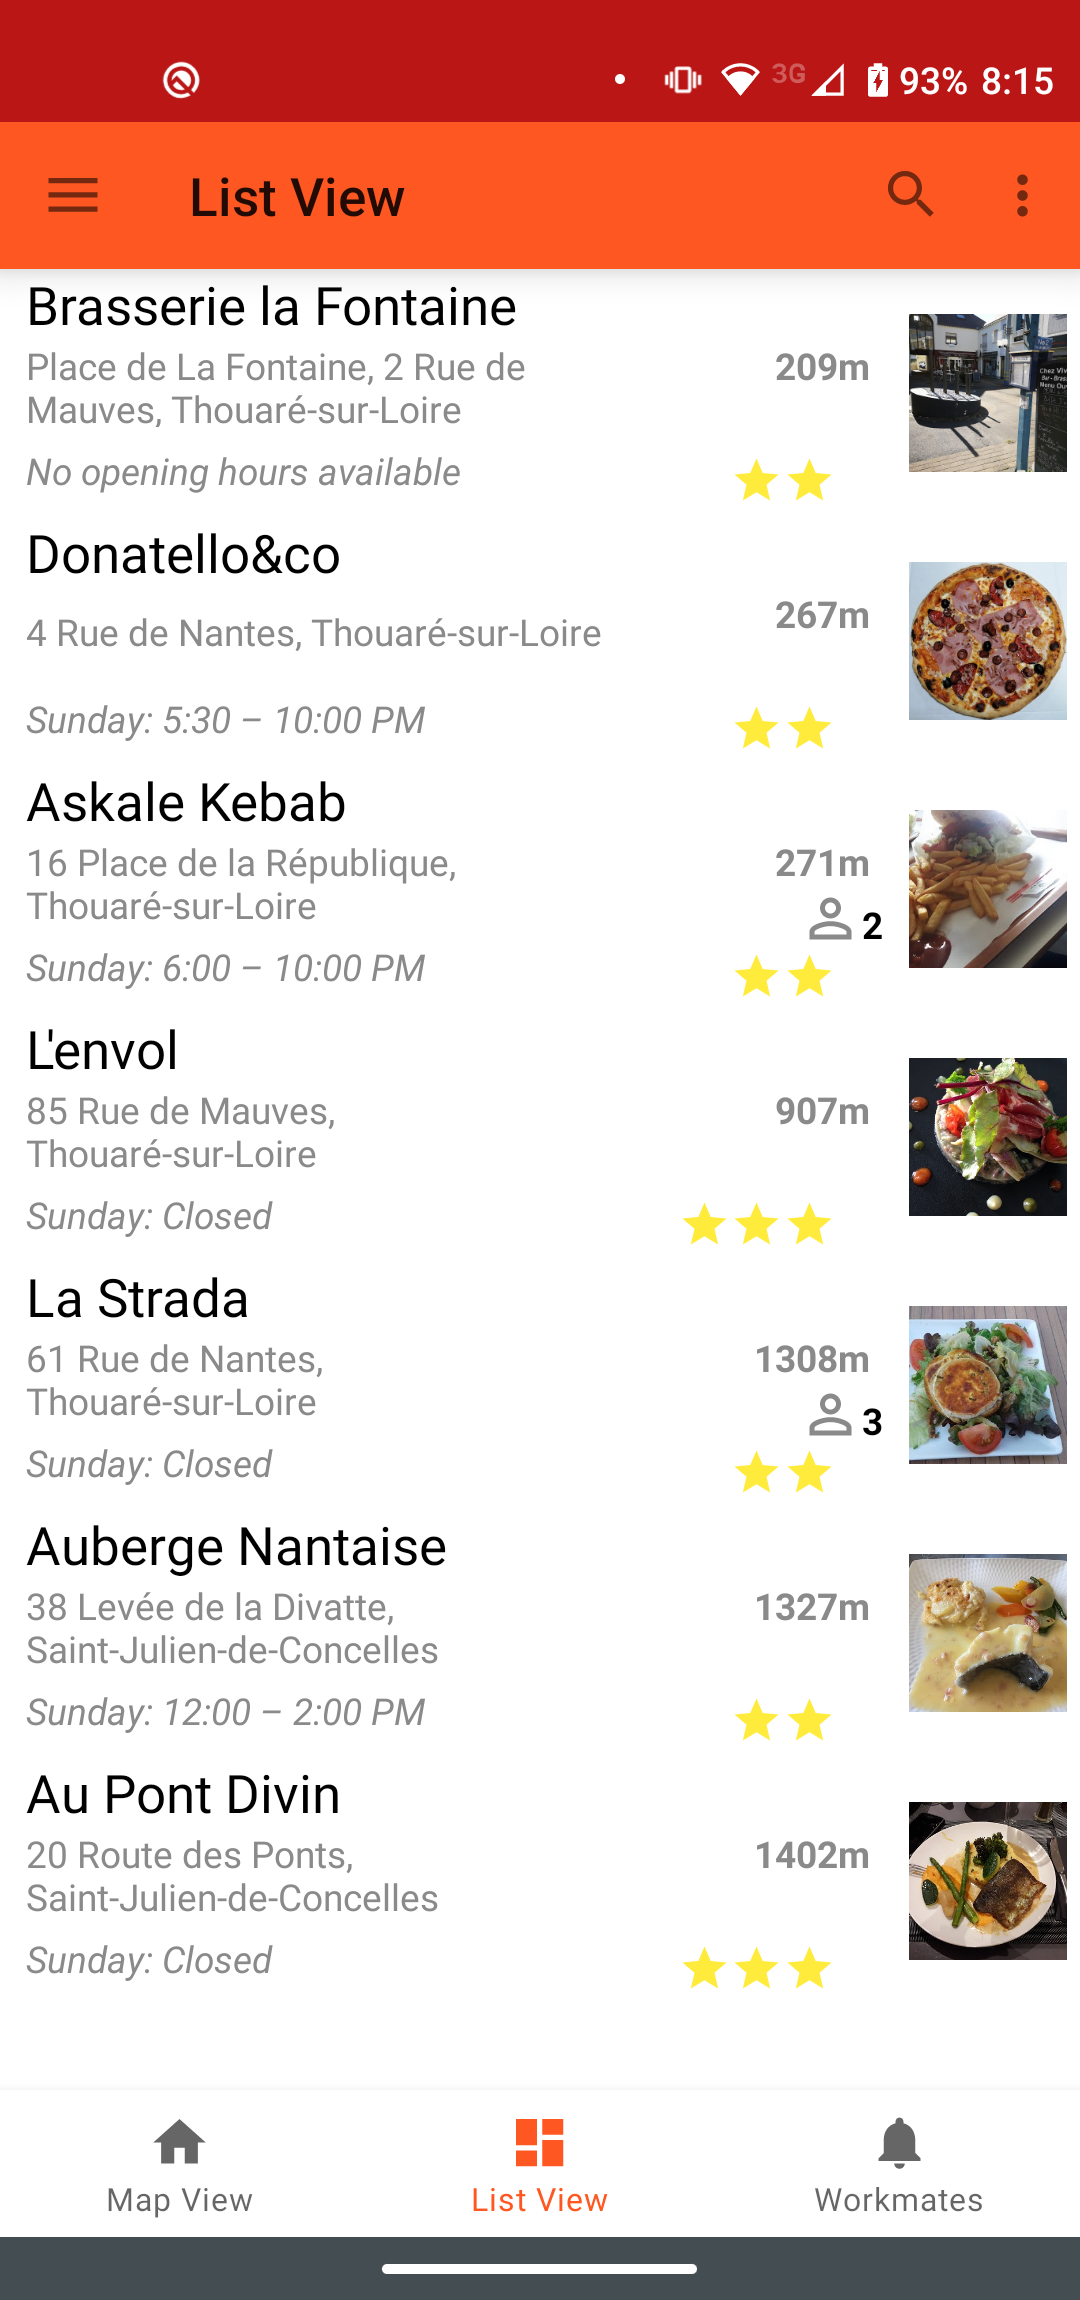 3G 93% 8:15
List View
Brasserie la Fontaine
Place de La Fontaine, 2 Rue de
Mauves, Thouaré-sur-Loire
209m
No opening hours available
Donatello&co
4 Rue de Nantes, Thouaré-sur-Loire
267m
Sunday: 5:30 – 10:00 PM
Askale Kebab
16 Place de la République,
Thouaré-sur-Loire
271m
2
Sunday: 6:00 – 10:00 PM
L'envol
85 Rue de Mauves,
Thouaré-sur-Loire
907m
Sunday: Closed
La Strada
61 Rue de Nantes,
Thouaré-sur-Loire
1308m
3
Sunday: Closed
Auberge Nantaise
38 Levée de la Divatte,
Saint-Julien-de-Concelles
1327m
Sunday: 12:00 – 2:00 PM
Au Pont Divin
20 Route des Ponts,
Saint-Julien-de-Concelles
1402m
Sunday: Closed
Map View
List View
Workmates